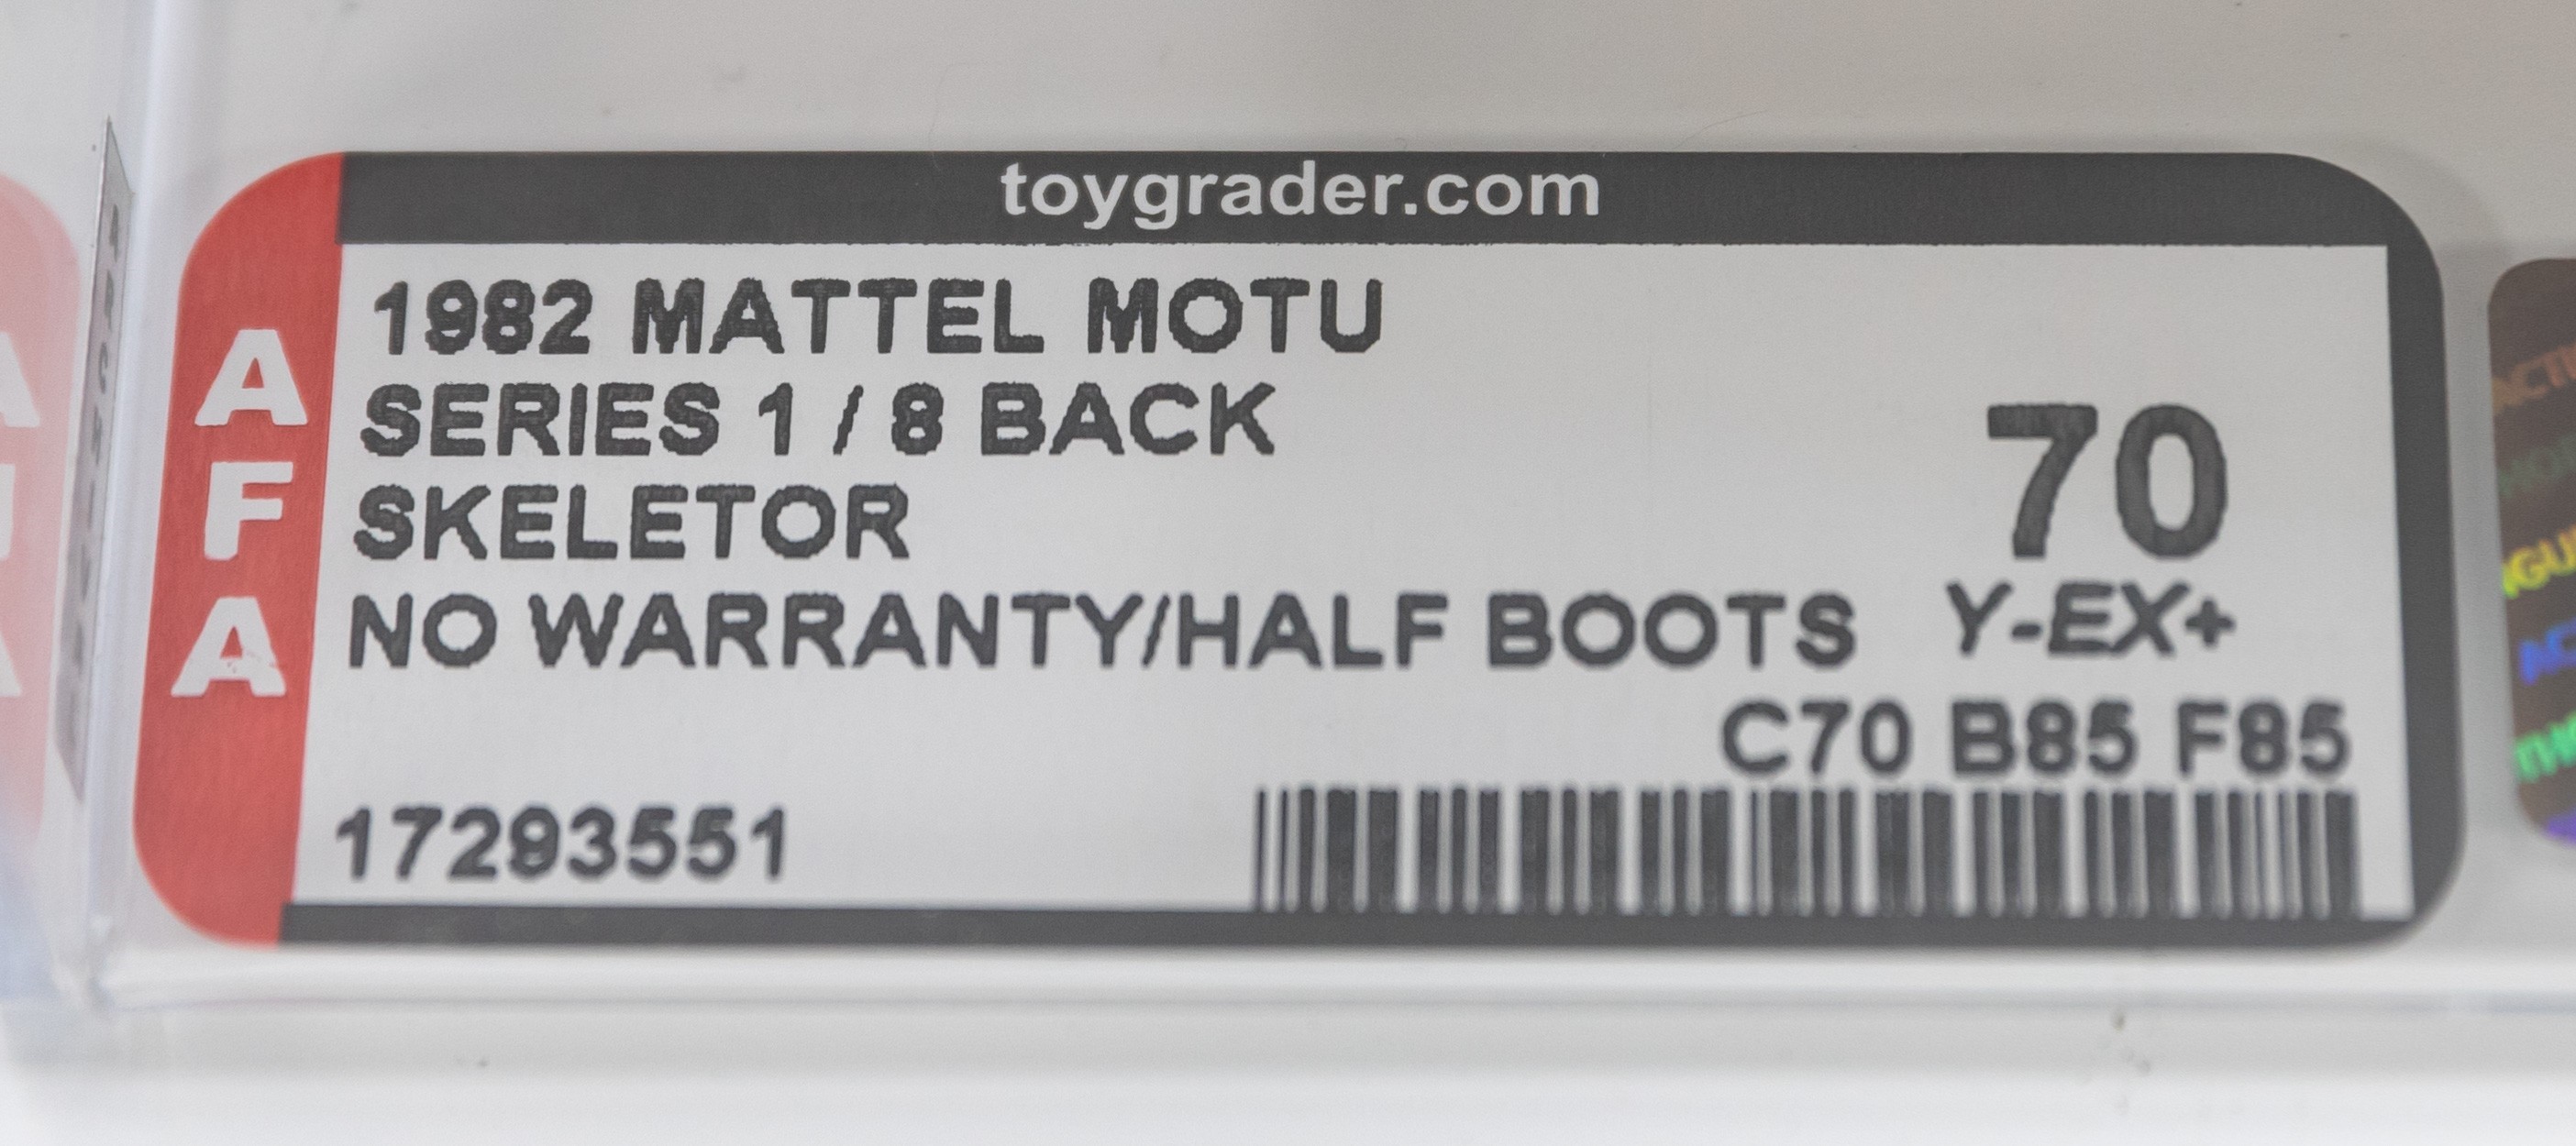 toygrader.com
AFA
1982 MATTEL MOTU
SERIES 1 / 8 BACK
SKELETOR
NO WARRANTY/HALF BOOTS
70
Y-EX+
C70 B85 F85
17293551